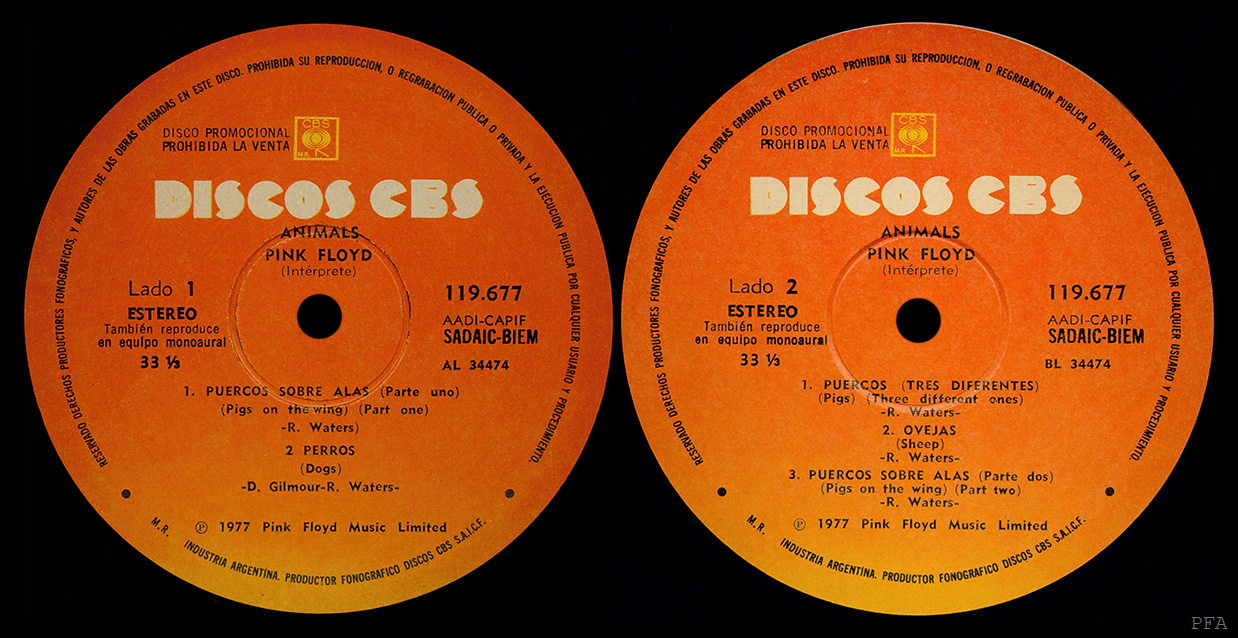 RESERVADO DERECHOS PRODUCTORES FONOGRAFICOS, Y AUTORES DE LAS OBRAS GRABADAS EN ESTE DISCO. PROHIBIDA SU REPRODUCCION, O REGRABACION PUBLICA O PRIVADA Y LA EJECUCION PUBLICA POR CUALQUIER USUARIO Y PROCEDIMIENTO.
DISCO PROMOCIONAL
PROHIBIDA LA VENTA
CBS
M.R.
DISCOS CBS
ANIMALS
PINK FLOYD
(Intérprete)
Lado 1
ESTEREO
También reproduce
en equipo monoaural
33 ⅓
119.677
AADI-CAPIF
SADAIC-BIEM
AL 34474
1. PUERCOS SOBRE ALAS (Parte uno)
(Pigs on the wing) (Part one)
-R. Waters)
2 PERROS
(Dogs)
-D. Gilmour-R. Waters-
Ⓟ 1977 Pink Floyd Music Limited
M.R. INDUSTRIA ARGENTINA. PRODUCTOR FONOGRAFICO DISCOS CBS S.A.I.C.F.
RESERVADO DERECHOS PRODUCTORES FONOGRAFICOS, Y AUTORES DE LAS OBRAS GRABADAS EN ESTE DISCO. PROHIBIDA SU REPRODUCCION, O REGRABACION PUBLICA O PRIVADA Y LA EJECUCION PUBLICA POR CUALQUIER USUARIO Y PROCEDIMIENTO.
DISCO PROMOCIONAL
PROHIBIDA LA VENTA
CBS
M.R.
DISCOS CBS
ANIMALS
PINK FLOYD
(Intérprete)
Lado 2
ESTEREO
También reproduce
en equipo monoaural
33 ⅓
119.677
AADI-CAPIF
SADAIC-BIEM
BL 34474
1. PUERCOS (TRES DIFERENTES)
(Pigs) (Three different ones)
-R. Waters-
2. OVEJAS
(Sheep)
-R. Waters-
3. PUERCOS SOBRE ALAS (Parte dos)
(Pigs on the wing) (Part two)
-R. Waters-
Ⓟ 1977 Pink Floyd Music Limited
M.R. INDUSTRIA ARGENTINA. PRODUCTOR FONOGRAFICO DISCOS CBS S.A.I.C.F.
PFA